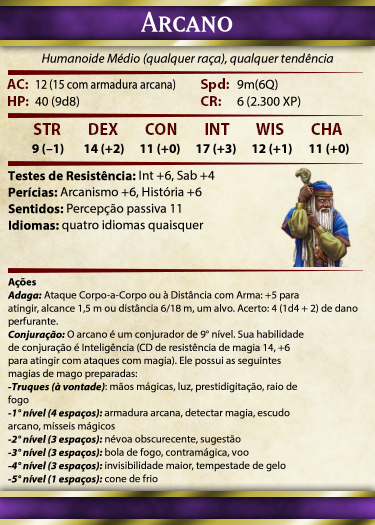 ARCANO
Humanoide Médio (qualquer raça), qualquer tendência
AC: 12 (15 com armadura arcana) Spd: 9m(6Q)
HP: 40 (9d8) CR: 6 (2.300 XP)
STR DEX CON INT WIS CHA
9 (–1) 14 (+2) 11 (+0) 17 (+3) 12 (+1) 11 (+0)
Testes de Resistência: Int +6, Sab +4
Perícias: Arcanismo +6, História +6
Sentidos: Percepção passiva 11
Idiomas: quatro idiomas quaisquer
Ações
Adaga: Ataque Corpo-a-Corpo ou à Distância com Arma: +5 para
atingir, alcance 1,5 m ou distância 6/18 m, um alvo. Acerto: 4 (1d4 + 2) de dano
perfurante.
Conjuração: O arcano é um conjurador de 9° nível. Sua habilidade
de conjuração é Inteligência (CD de resistência de magia 14, +6
para atingir com ataques com magia). Ele possui as seguintes
magias de mago preparadas:
-Truques (à vontade): mãos mágicas, luz, prestidigitação, raio de
fogo
-1° nível (4 espaços): armadura arcana, detectar magia, escudo
arcano, mísseis mágicos
-2° nível (3 espaços): névoa obscurecente, sugestão
-3° nível (3 espaços): bola de fogo, contramágica, voo
-4° nível (3 espaços): invisibilidade maior, tempestade de gelo
-5° nível (1 espaços): cone de frio